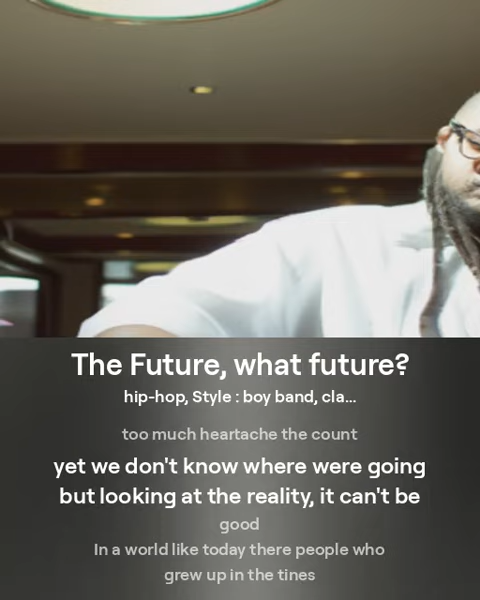 The Future, what future?
hip-hop, Style : boy band, cla...
too much heartache the count
yet we don't know where were going
but looking at the reality, it can't be
good
In a world like today there people who
grew up in the tines